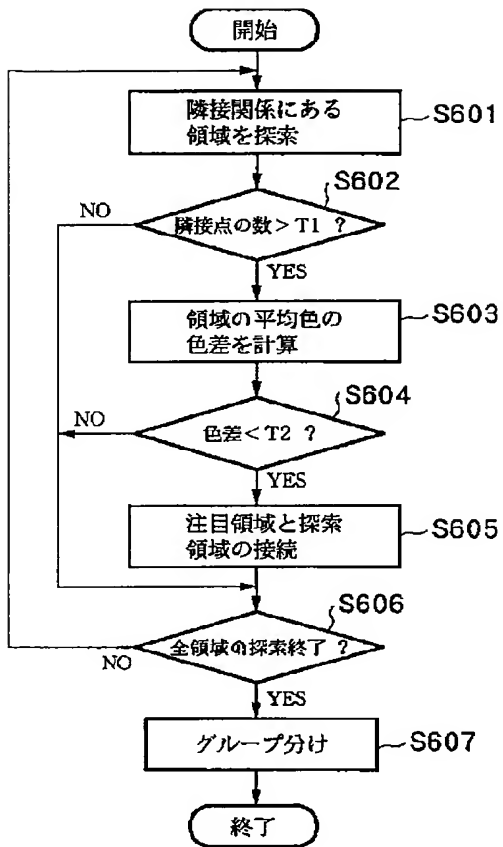 開始
隣接関係にある
領域を探索
S601
S602
隣接点の数>T1 ?
NO
YES
領域の平均色の
色差を計算
S603
S604
色差<T2 ?
NO
YES
注目領域と探索
領域の接続
S605
S606
全領域の探索終了 ?
NO
YES
グループ分け
S607
終了